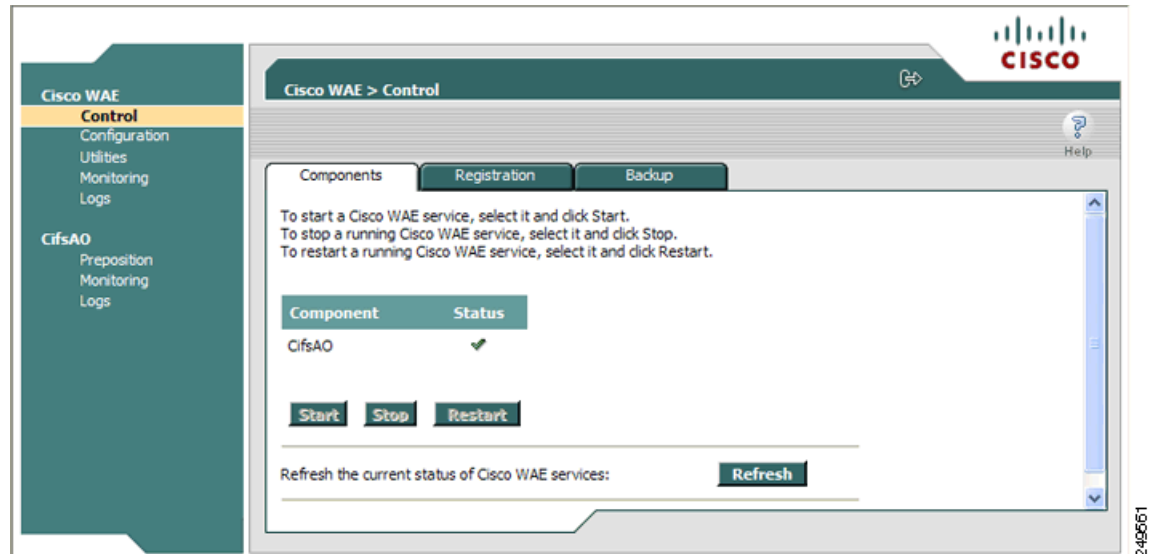 CISCO
Cisco WAE
Control
Configuration
Utilities
Monitoring
Logs
CifsAO
Preposition
Monitoring
Logs
Cisco WAE > Control
Help
Components Registration Backup
To start a Cisco WAE service, select it and click Start.
To stop a running Cisco WAE service, select it and click Stop.
To restart a running Cisco WAE service, select it and click Restart.
Component Status
CifsAO
Start Stop Restart
Refresh the current status of Cisco WAE services: Refresh
249561